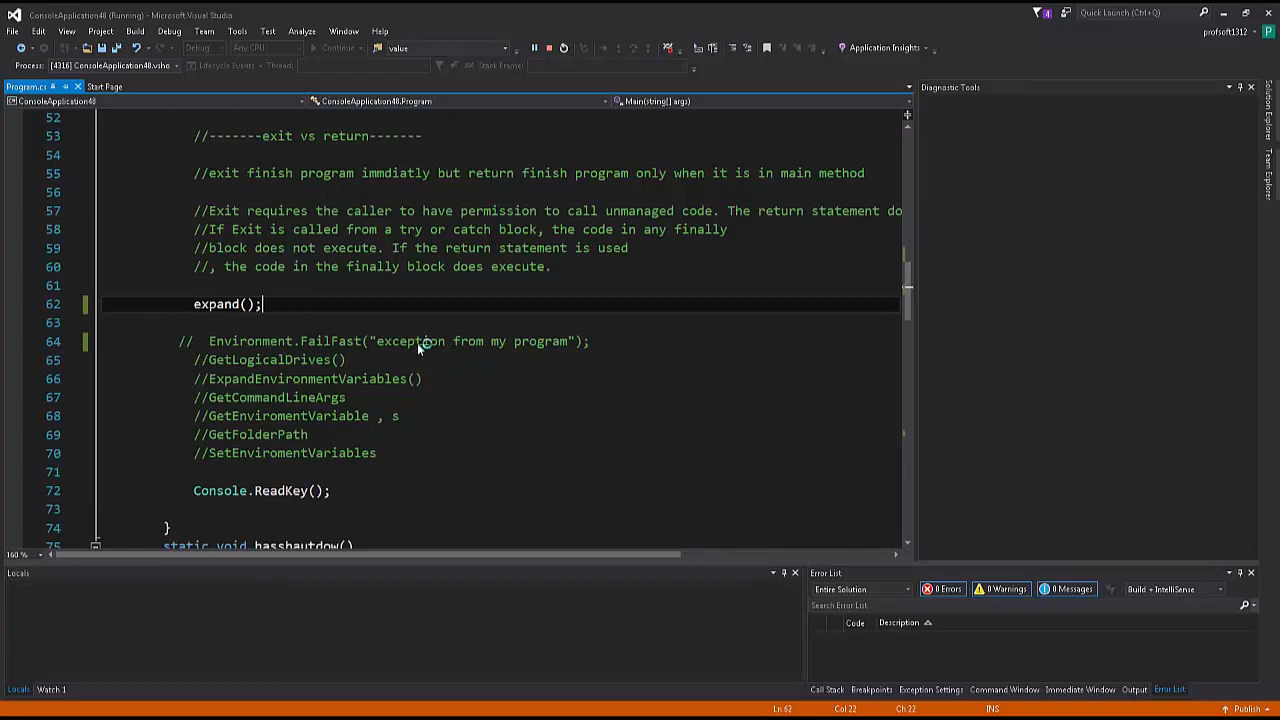 ConsoleApplication48 (Running) - Microsoft Visual Studio
4
Quick Launch (Ctrl+Q)
File Edit View Project Build Debug Team Tools Test Analyze Window Help
profsoft1312 P
Debug Any CPU Continue value Application Insights
Process: [4316] ConsoleApplication48.vsho Lifecycle Events Thread: Stack Frame:
Program.cs Start Page
Diagnostic Tools
ConsoleApplication48 ConsoleApplication48.Program Main(string[] args)
52
53 //-------exit vs return-------
54
55 //exit finish program immdiatly but return finish program only when it is in main method
56
57 //Exit requires the caller to have permission to call unmanaged code. The return statement do
58 //If Exit is called from a try or catch block, the code in any finally
59 //block does not execute. If the return statement is used
60 //, the code in the finally block does execute.
61
62 expand();
63
64 //  Environment.FailFast("exception from my program");
65 //GetLogicalDrives()
66 //ExpandEnvironmentVariables()
67 //GetCommandLineArgs
68 //GetEnviromentVariable , s
69 //GetFolderPath
70 //SetEnviromentVariables
71
72 Console.ReadKey();
73
74 }
75 static void hasshautdow()
160 %
Solution Explorer
Team Explorer
Locals
Error List
Entire Solution 0 Errors 0 Warnings 0 Messages Build + IntelliSense
Search Error List
Code Description
Locals Watch 1
Call Stack Breakpoints Exception Settings Command Window Immediate Window Output Error List
Ln 62 Col 22 Ch 22 INS Publish